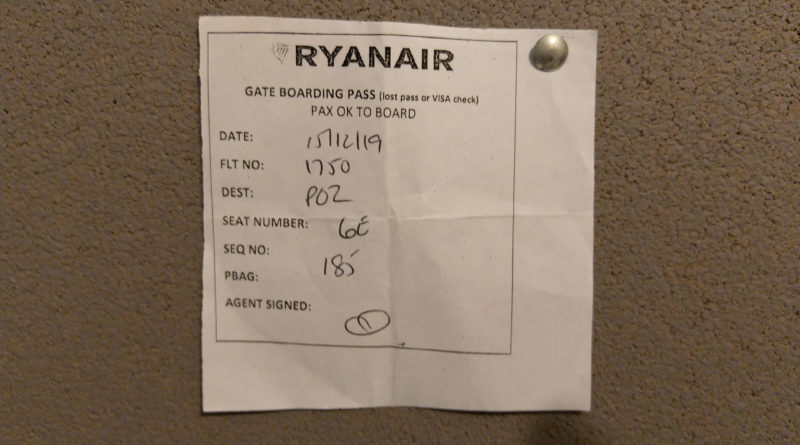 RYANAIR
GATE BOARDING PASS (lost pass or VISA check)
PAX OK TO BOARD
DATE: 15/12/19
FLT NO: 1750
DEST: POZ
SEAT NUMBER: 6C
SEQ NO: 185
PBAG:
AGENT SIGNED: